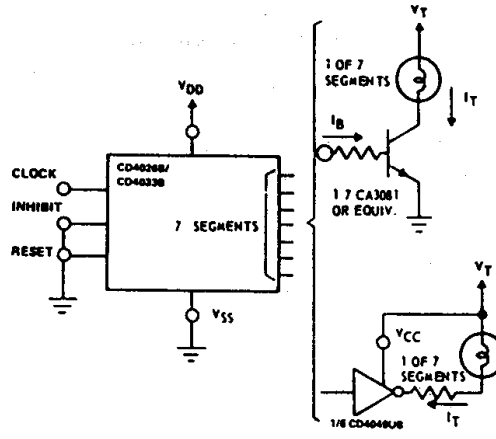 V_T
1 OF 7
SEGMENTS
I_T
V_DD
I_B
CD4026B/
CD4033B
CLOCK
1 7 CA3081
OR EQUIV.
INHIBIT
7 SEGMENTS
RESET
V_T
V_SS
V_CC
1 OF 7
SEGMENTS
I_T
1/6 CD4049UB